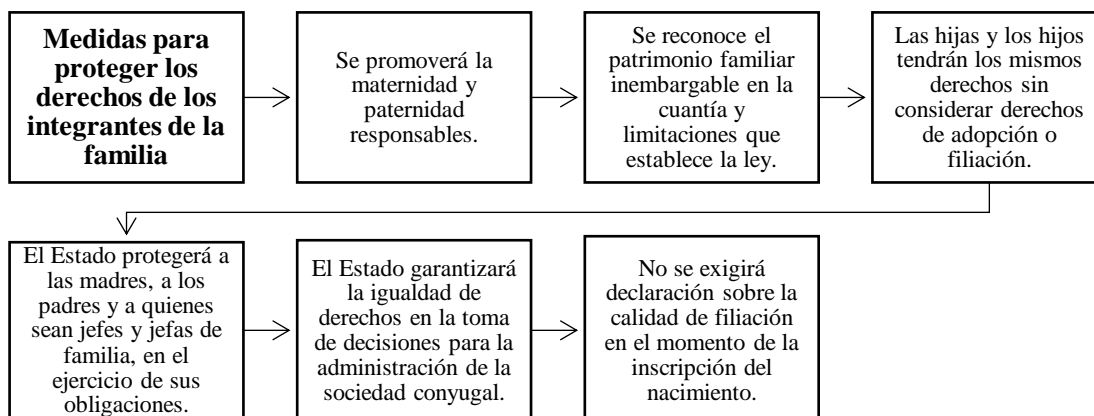 Medidas para
proteger los
derechos de los
integrantes de la
familia
Se promoverá la
maternidad y
paternidad
responsables.
Se reconoce el
patrimonio familiar
inembargable en la
cuantía y
limitaciones que
establece la ley.
Las hijas y los hijos
tendrán los mismos
derechos sin
considerar derechos
de adopción o
filiación.
El Estado protegerá a
las madres, a los
padres y a quienes
sean jefes y jefas de
familia, en el
ejercicio de sus
obligaciones.
El Estado garantizará
la igualdad de
derechos en la toma
de decisiones para la
administración de la
sociedad conyugal.
No se exigirá
declaración sobre la
calidad de filiación
en el momento de la
inscripción del
nacimiento.